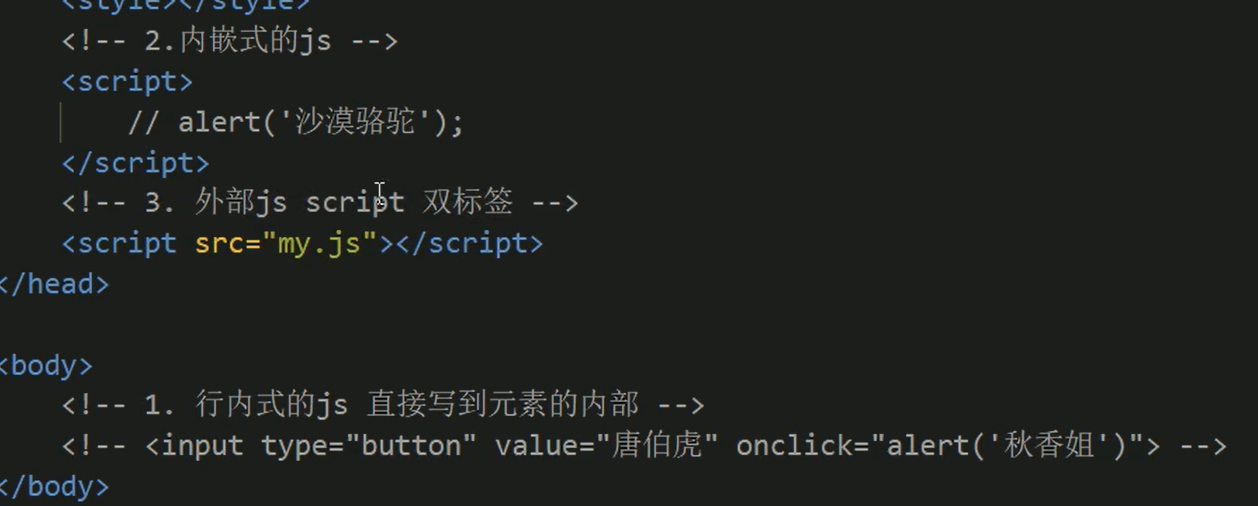 <style></style>
<!-- 2.内嵌式的js -->
<script>
// alert('沙漠骆驼');
</script>
<!-- 3. 外部js script 双标签 -->
<script src="my.js"></script>
</head>
<body>
<!-- 1. 行内式的js 直接写到元素的内部 -->
<!-- <input type="button" value="唐伯虎" onclick="alert('秋香姐')"> -->
</body>